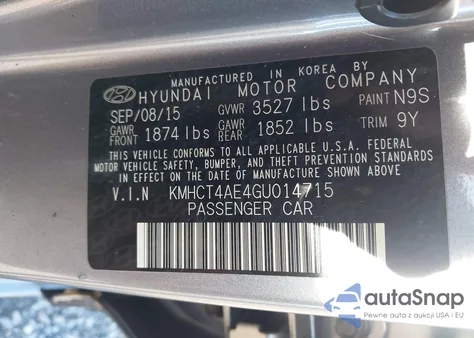 MANUFACTURED IN KOREA BY
HYUNDAI MOTOR COMPANY
SEP/08/15 GVWR 3527 lbs PAINT N9S
GAWR FRONT 1874 lbs GAWR REAR 1852 lbs TRIM 9Y
THIS VEHICLE CONFORMS TO ALL APPLICABLE U.S.A. FEDERAL
MOTOR VEHICLE SAFETY, BUMPER, AND THEFT PREVENTION
STANDARDS IN EFFECT ON THE DATE OF MANUFACTURE
SHOWN ABOVE.
V.I.N KMHCT4AE4GU014715
PASSENGER CAR
autoSnap
Pewne auta z aukcji USA i EU